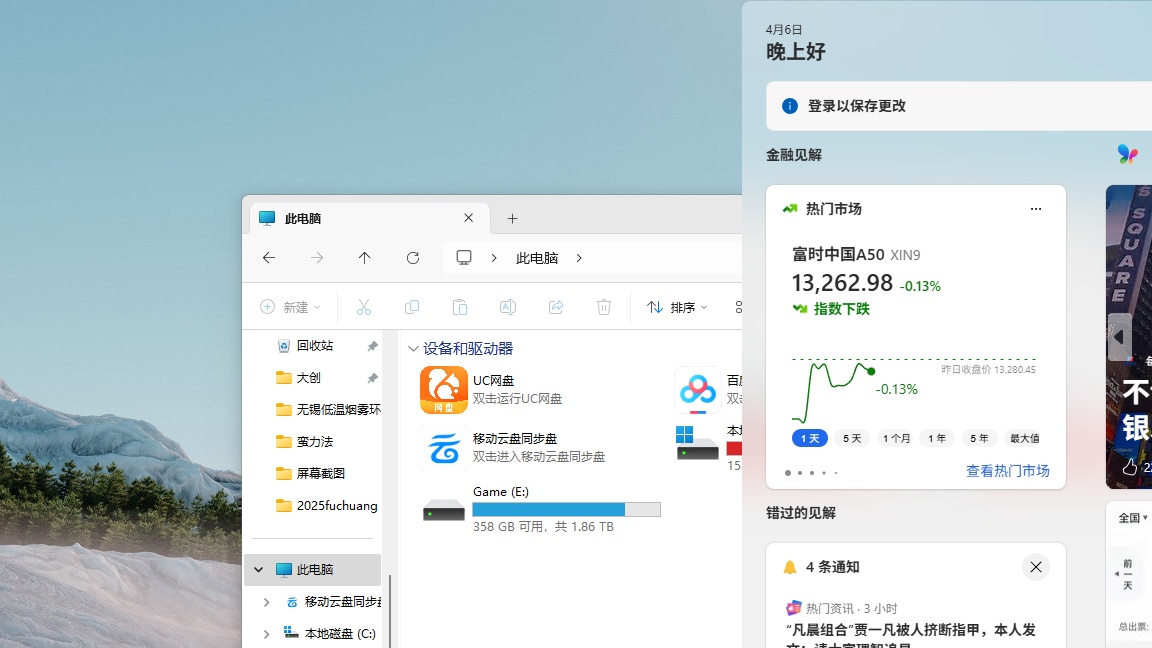 此电脑
此电脑
新建
排序
回收站
大创
无锡低温烟雾环
蛮力法
屏幕截图
2025fuchuang
此电脑
移动云盘同步盘
本地磁盘 (C:)
设备和驱动器
UC网盘
双击运行UC网盘
网盘
移动云盘同步盘
双击进入移动云盘同步盘
Game (E:)
358 GB 可用，共 1.86 TB
百度
双击
本地
15
4月6日
晚上好
登录以保存更改
金融见解
热门市场
富时中国A50 XIN9
13,262.98 -0.13%
指数下跌
昨日收盘价 13,280.45
-0.13%
1 天
5 天
1 个月
1 年
5 年
最大值
查看热门市场
错过的见解
4 条通知
热门资讯 · 3 小时
“凡晨组合”贾一凡被人挤断指甲，本人发
SQUARE
每
不
银
22
全国
前一天
总出票: